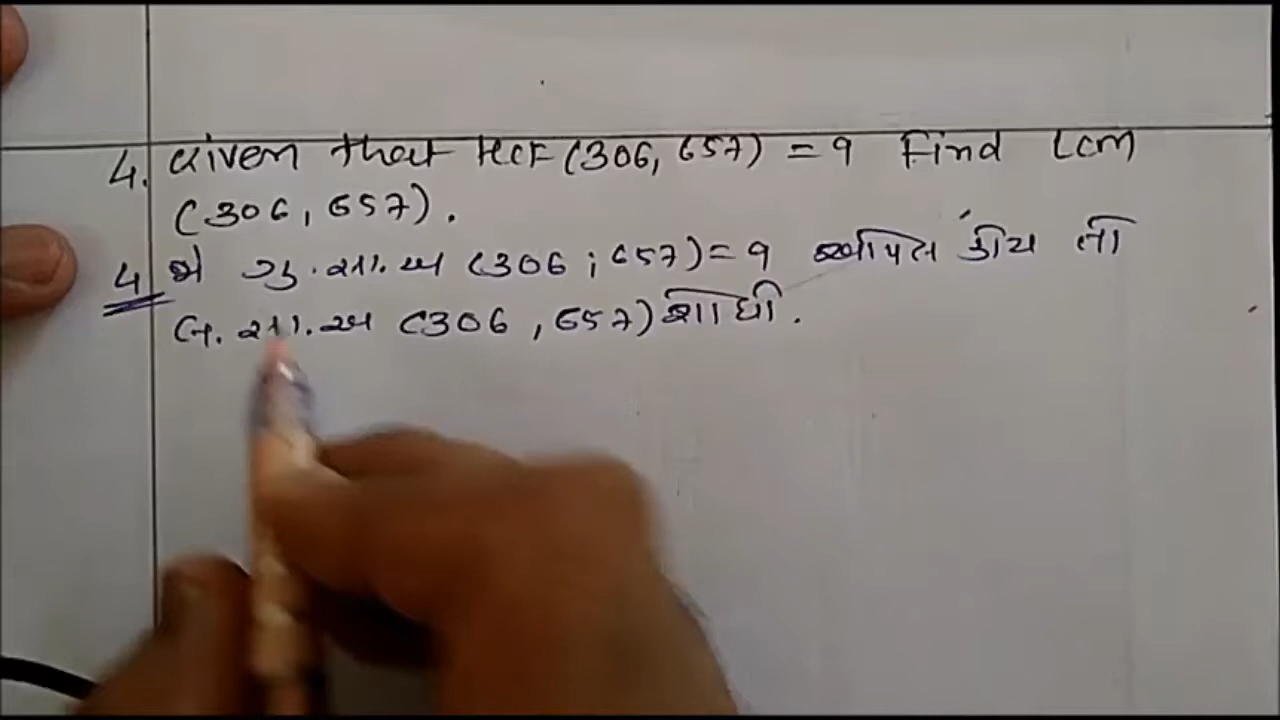 4. Given that HCF (306, 657) = 9 Find LCM
(306, 657).
4 જો ગુ.સા.અ (306, 657) = 9 આપેલ હોય તો
લ.સા.અ (306, 657) શોધો.